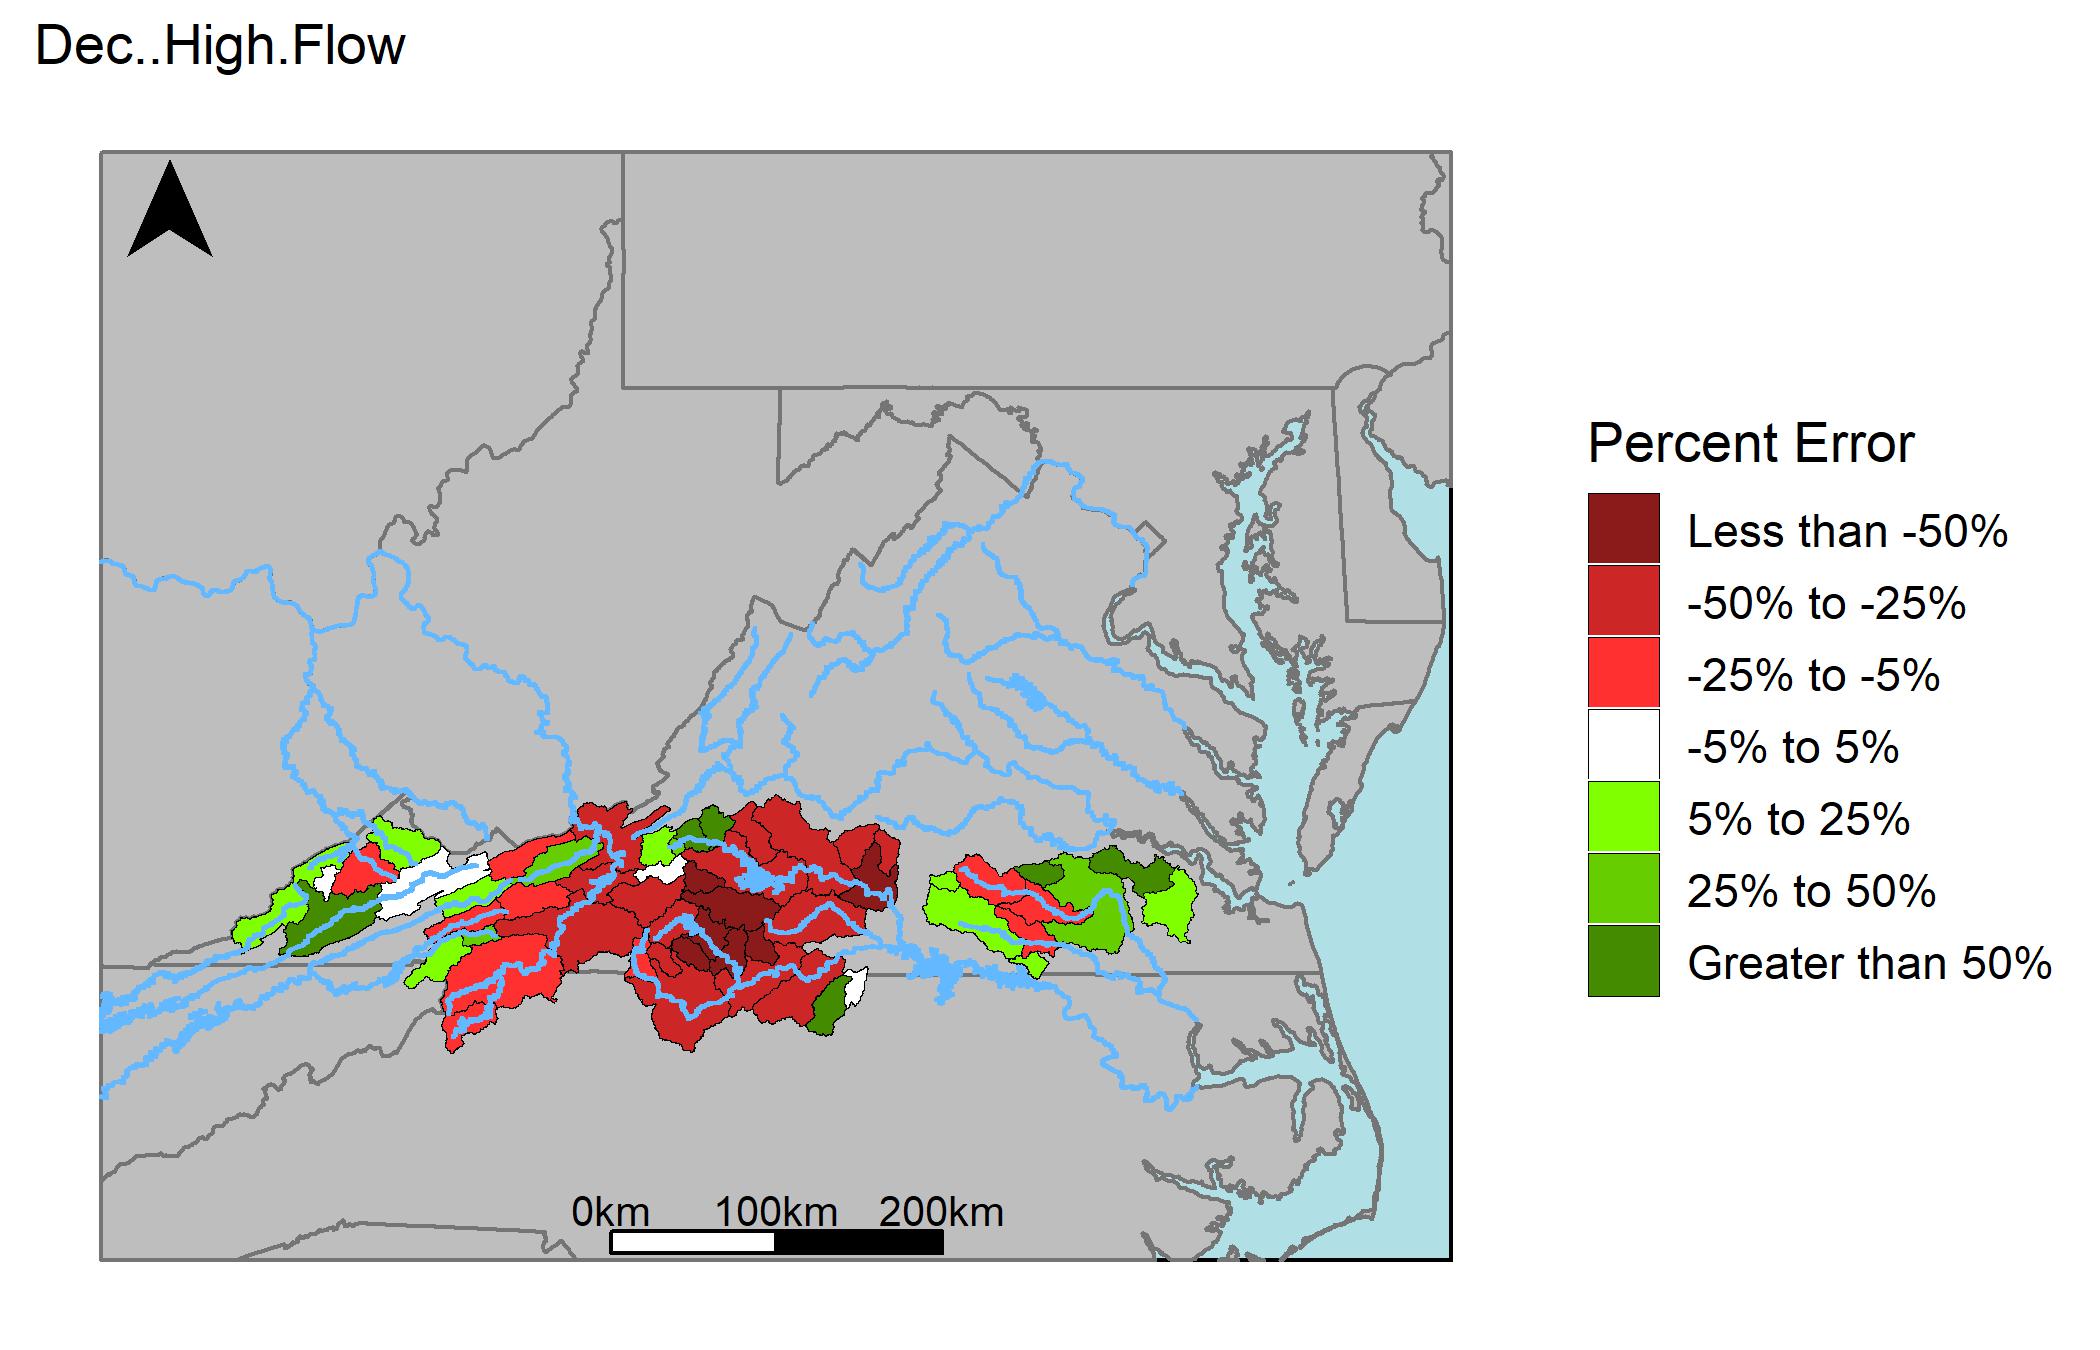 Dec..High.Flow
Percent Error
Less than -50%
-50% to -25%
-25% to -5%
-5% to 5%
5% to 25%
25% to 50%
Greater than 50%
0km 100km 200km